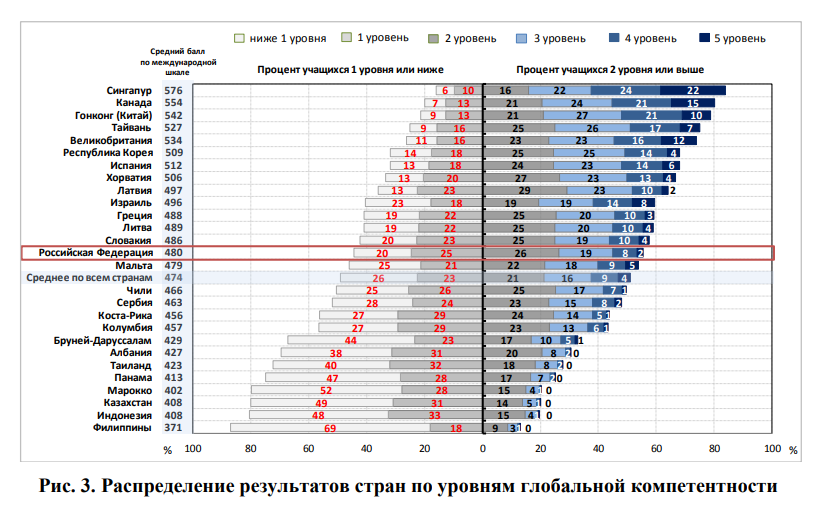 ниже 1 уровня 1 уровень 2 уровень 3 уровень 4 уровень 5 уровень
Средний балл
по международной
шкале
Процент учащихся 1 уровня или ниже Процент учащихся 2 уровня или выше
Сингапур 576 6 10 16 22 24 22
Канада 554 7 13 21 24 21 15
Гонконг (Китай) 542 9 13 21 27 21 10
Тайвань 527 9 16 25 26 17 7
Великобритания 534 11 16 23 23 16 12
Республика Корея 509 14 18 25 25 14 4
Испания 512 13 18 24 23 14 6
Хорватия 506 13 20 27 23 13 4
Латвия 497 13 23 29 23 10 2
Израиль 496 23 18 19 19 14 8
Греция 488 19 22 25 20 10 3
Литва 489 19 22 25 20 10 4
Словакия 486 20 23 25 19 10 4
Российская Федерация 480 20 25 26 19 8 2
Мальта 479 25 21 22 18 9 5
Среднее по всем странам 474 26 23 21 16 9 4
Чили 466 25 26 25 17 7 1
Сербия 463 28 24 23 15 8 2
Коста-Рика 456 27 29 24 14 5 1
Колумбия 457 27 29 23 13 6 1
Бруней-Даруссалам 429 44 23 17 10 5 1
Албания 427 38 31 20 8 2 0
Таиланд 423 40 32 18 8 2 0
Панама 413 47 28 17 7 2 0
Марокко 402 52 28 15 4 1 0
Казахстан 408 49 31 14 5 1 0
Индонезия 408 48 33 15 4 1 0
Филиппины 371 69 18 9 3 1 0
% 100 80 60 40 20 0 20 40 60 80 100 %
Рис. 3. Распределение результатов стран по уровням глобальной компетентности